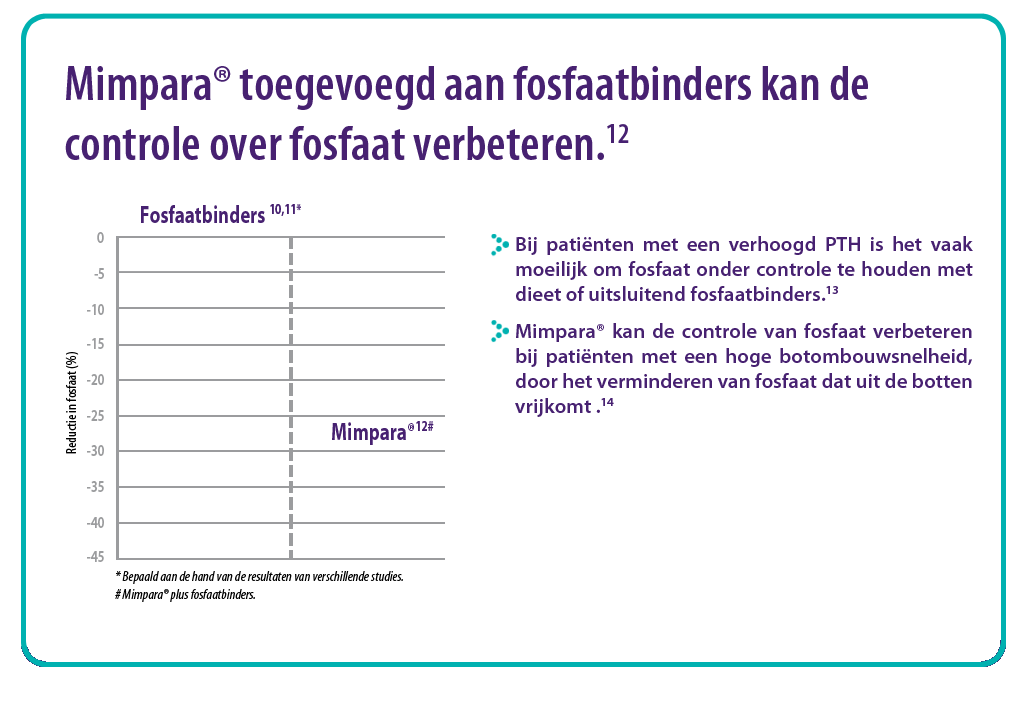 Mimpara® toegevoegd aan fosfaatbinders kan de
controle over fosfaat verbeteren.12
Fosfaatbinders 10,11*
0
-5
-10
-15
-20
-25
-30
-35
-40
-45
Reductie in fosfaat (%)
Mimpara® 12#
* Bepaald aan de hand van de resultaten van verschillende studies.
# Mimpara® plus fosfaatbinders.
Bij patiënten met een verhoogd PTH is het vaak
moeilijk om fosfaat onder controle te houden met
dieet of uitsluitend fosfaatbinders.13
Mimpara® kan de controle van fosfaat verbeteren
bij patiënten met een hoge botombouwsnelheid,
door het verminderen van fosfaat dat uit de botten
vrijkomt .14